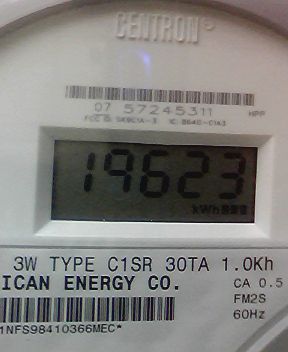 CENTRON®
07 57245311 HPP
19623
kWh
3W TYPE C1SR 30TA 1.0Kh
ICAN ENERGY CO. CA 0.5
FM2S
1NFS98410366MEC* 60Hz